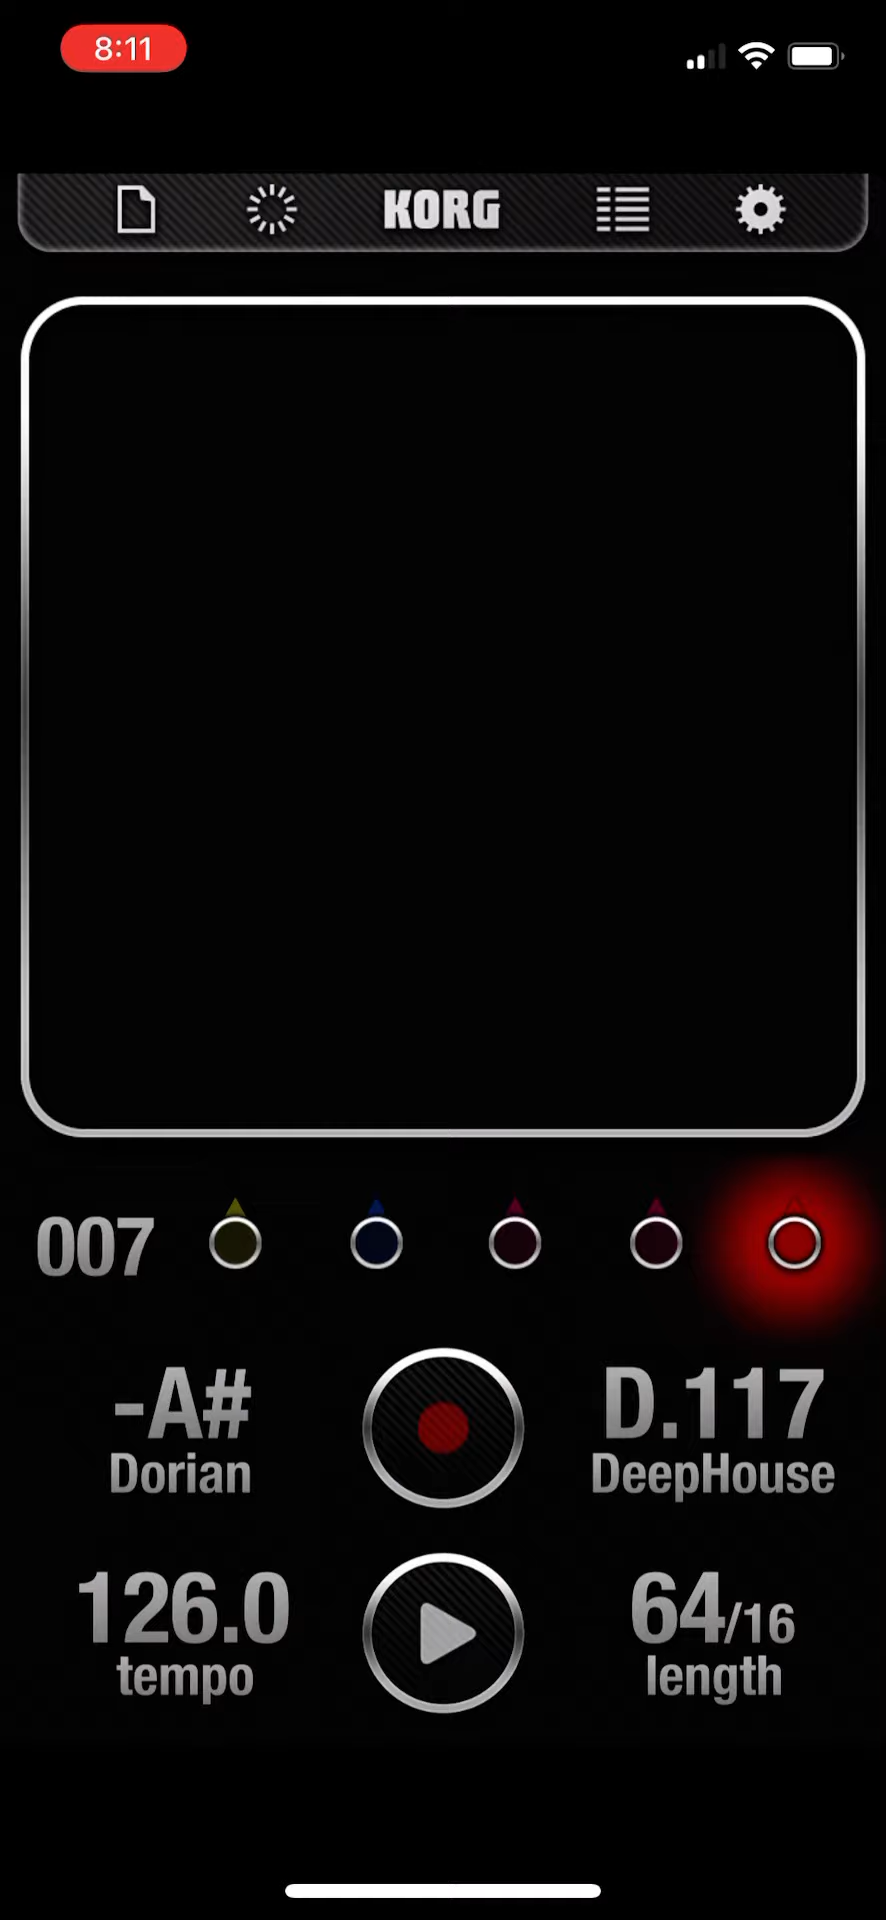 8:11
KORG
007
-A#
Dorian
D.117
DeepHouse
126.0
tempo
64/16
length